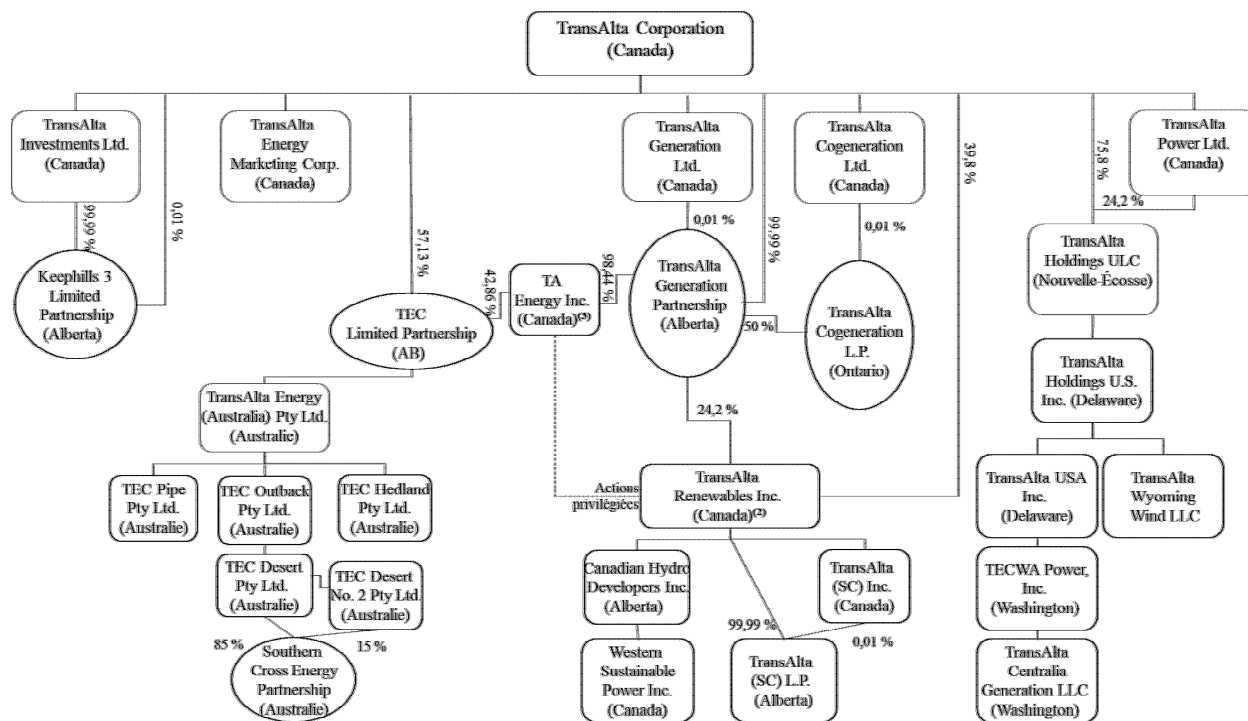 TransAlta Corporation
(Canada)
TransAlta
Investments Ltd.
(Canada)
TransAlta
Energy
Marketing Corp.
(Canada)
TransAlta
Generation
Ltd.
(Canada)
TransAlta
Cogeneration
Ltd.
(Canada)
TransAlta
Power Ltd.
(Canada)
99,99 %
0,01 %
57,13 %
0,01 %
99,99 %
0,01 %
39,8 %
75,8 %
24,2 %
Keephills 3
Limited
Partnership
(Alberta)
TEC
Limited Partnership
(AB)
42,86 %
TA
Energy Inc.
(Canada)(3)
98,44 %
TransAlta
Generation
Partnership
(Alberta)
50 %
TransAlta
Cogeneration
L.P.
(Ontario)
TransAlta
Holdings ULC
(Nouvelle-Écosse)
TransAlta
Holdings U.S.
Inc. (Delaware)
TransAlta Energy
(Australia) Pty Ltd.
(Australie)
24,2 %
TEC Pipe
Pty Ltd.
(Australie)
TEC Outback
Pty Ltd.
(Australie)
TEC Hedland
Pty Ltd.
(Australie)
Actions
privilégiées
TransAlta
Renewables Inc.
(Canada)(2)
TransAlta USA
Inc.
(Delaware)
TransAlta
Wyoming
Wind LLC
TEC Desert
Pty Ltd.
(Australie)
TEC Desert
No. 2 Pty Ltd.
(Australie)
Canadian Hydro
Developers Inc.
(Alberta)
TransAlta
(SC) Inc.
(Canada)
TECWA Power,
Inc.
(Washington)
85 %
15 %
99,99 %
0,01 %
Southern
Cross Energy
Partnership
(Australie)
Western
Sustainable
Power Inc.
(Canada)
TransAlta
(SC) L.P.
(Alberta)
TransAlta
Centralia
Generation LLC
(Washington)